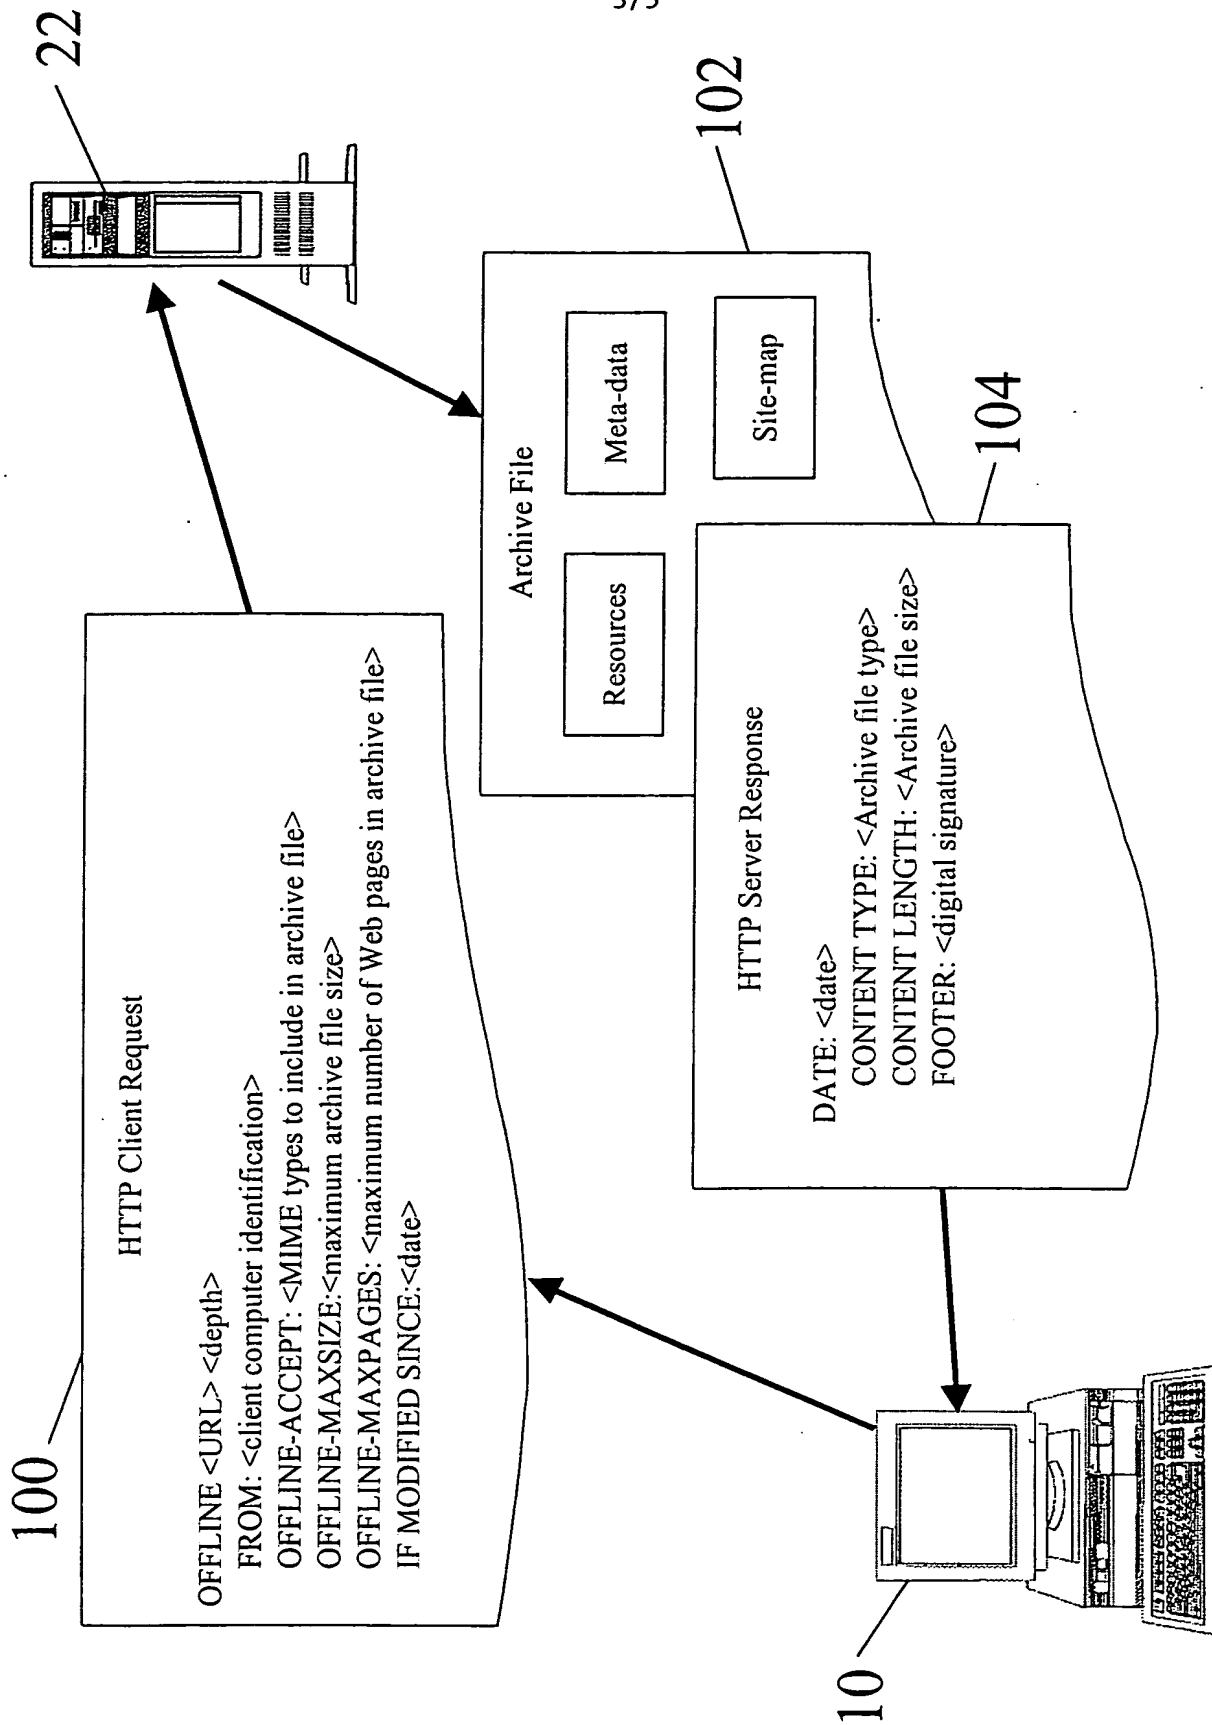 5/5
100
HTTP Client Request
OFFLINE <URL> <depth>
FROM: <client computer identification>
OFFLINE-ACCEPT: <MIME types to include in archive file>
OFFLINE-MAXSIZE:<maximum archive file size>
OFFLINE-MAXPAGES: <maximum number of Web pages in archive file>
IF MODIFIED SINCE:<date>
22
Archive File
Resources
Meta-data
Site-map
102
HTTP Server Response
DATE: <date>
CONTENT TYPE: <Archive file type>
CONTENT LENGTH: <Archive file size>
FOOTER: <digital signature>
104
10